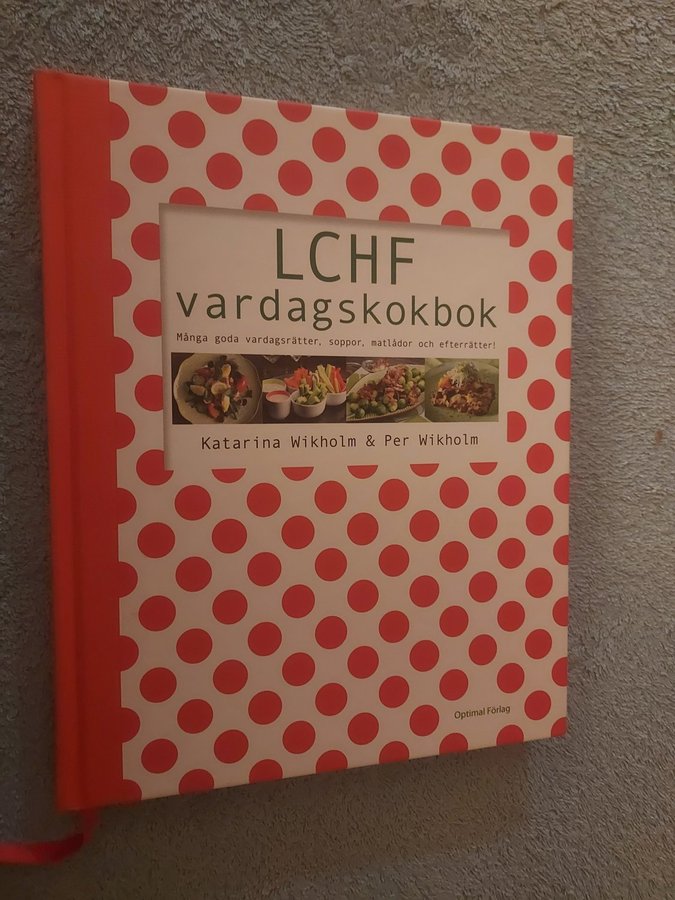 LCHF
vardagskokbok
Många goda vardagsrätter, soppor, matlådor och efterrätter!
Katarina Wikholm & Per Wikholm
Optimal Förlag